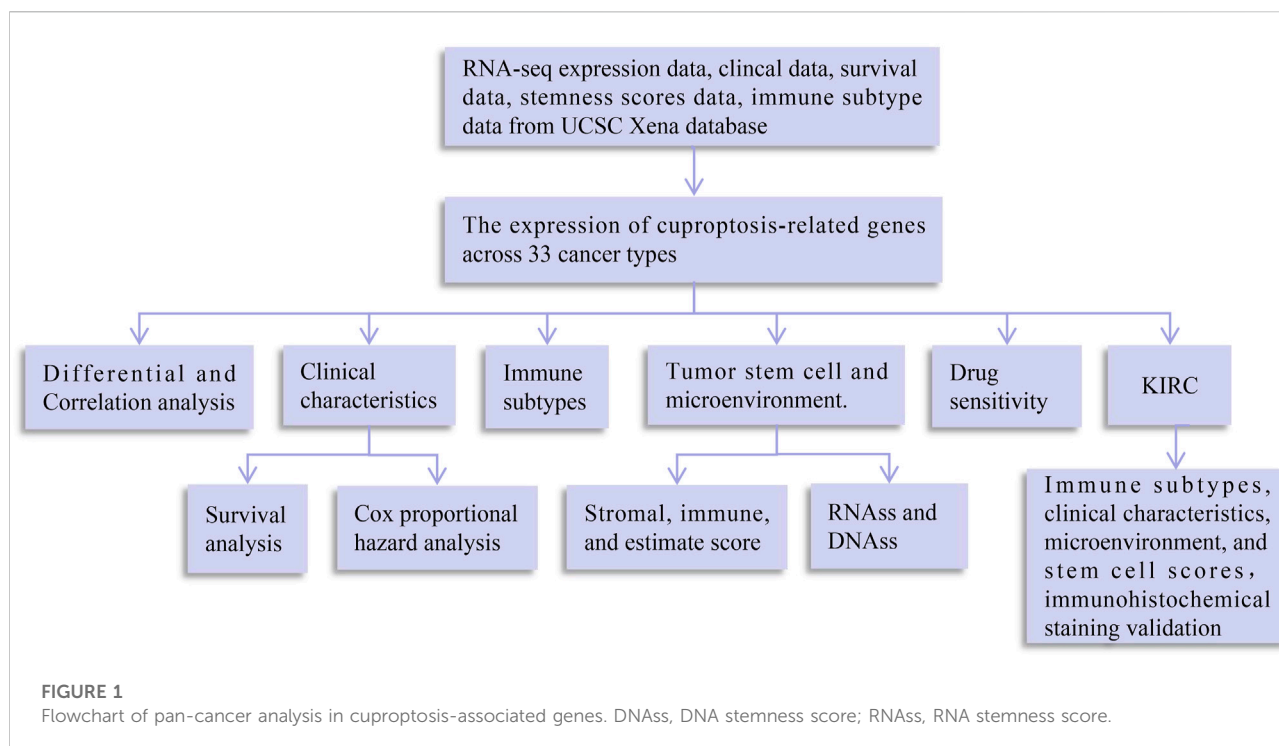 RNA-seq expression data, clincal data, survival
data, stemness scores data, immune subtype
data from UCSC Xena database
The expression of cuproptosis-related genes
across 33 cancer types
Differential and
Correlation analysis
Clinical
characteristics
Immune
subtypes
Tumor stem cell and
microenvironment.
Drug
sensitivity
KIRC
Survival
analysis
Cox proportional
hazard analysis
Stromal, immune,
and estimate score
RNAss and
DNAss
Immune subtypes,
clinical characteristics,
microenvironment, and
stem cell scores，
immunohistochemical
staining validation
FIGURE 1
Flowchart of pan-cancer analysis in cuproptosis-associated genes. DNAss, DNA stemness score; RNAss, RNA stemness score.